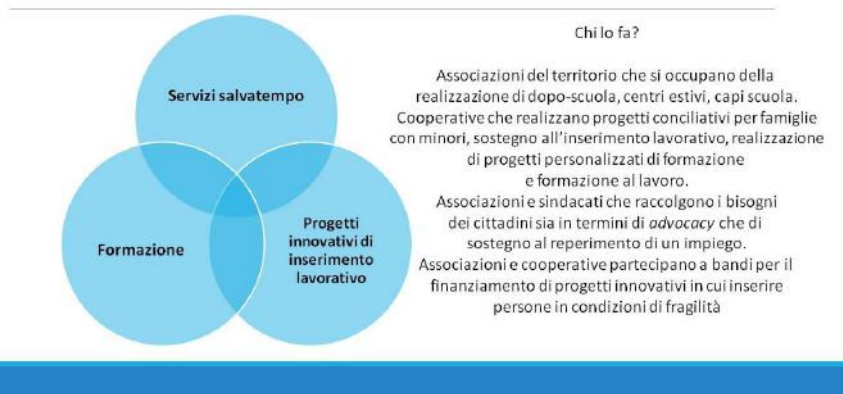 Servizi salvatempo
Formazione
Progetti
innovativi di
inserimento
lavorativo
Chi lo fa?
Associazioni del territorio che si occupano della
realizzazione di dopo-scuola, centri estivi, capi scuola.
Cooperative che realizzano progetti conciliativi per famiglie
con minori, sostegno all'inserimento lavorativo, realizzazione
di progetti personalizzati di formazione
e formazione al lavoro.
Associazioni e sindacati che raccolgono i bisogni
dei cittadini sia in termini di advocacy che di
sostegno al reperimento di un impiego.
Associazioni e cooperative partecipano a bandi per il
finanziamento di progetti innovativi in cui inserire
persone in condizioni di fragilità